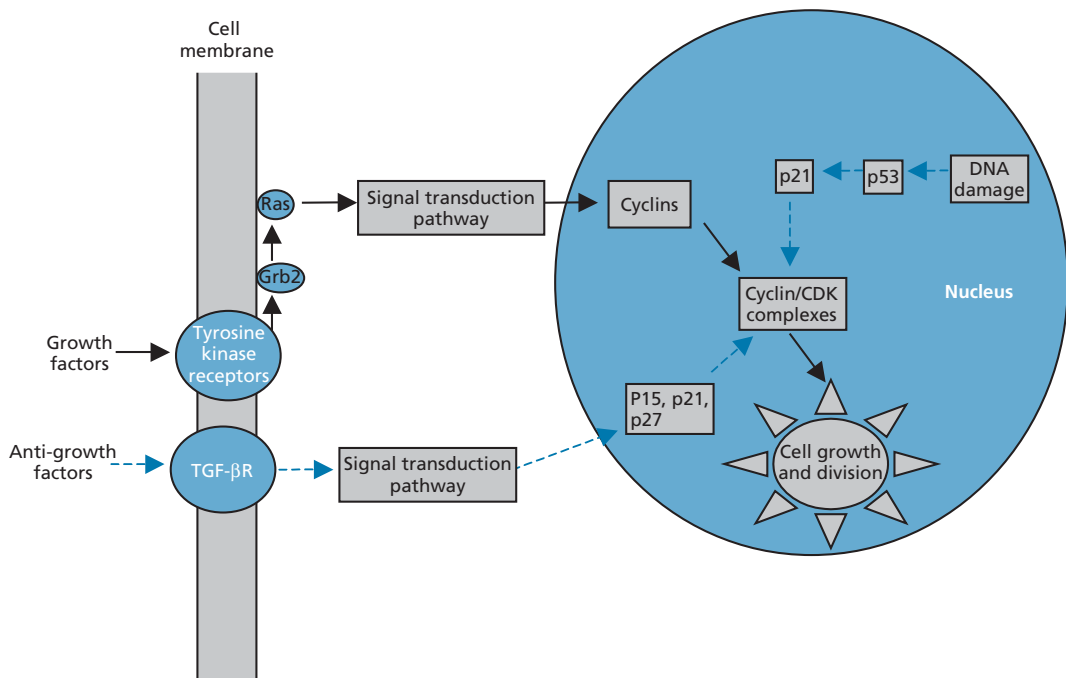 Cell
membrane
Ras
Signal transduction
pathway
Cyclins
p21
p53
DNA
damage
Grb2
Cyclin/CDK
complexes
Nucleus
Growth
factors
Tyrosine
kinase
receptors
P15, p21,
p27
Anti-growth
factors
TGF-βR
Signal transduction
pathway
Cell growth
and division